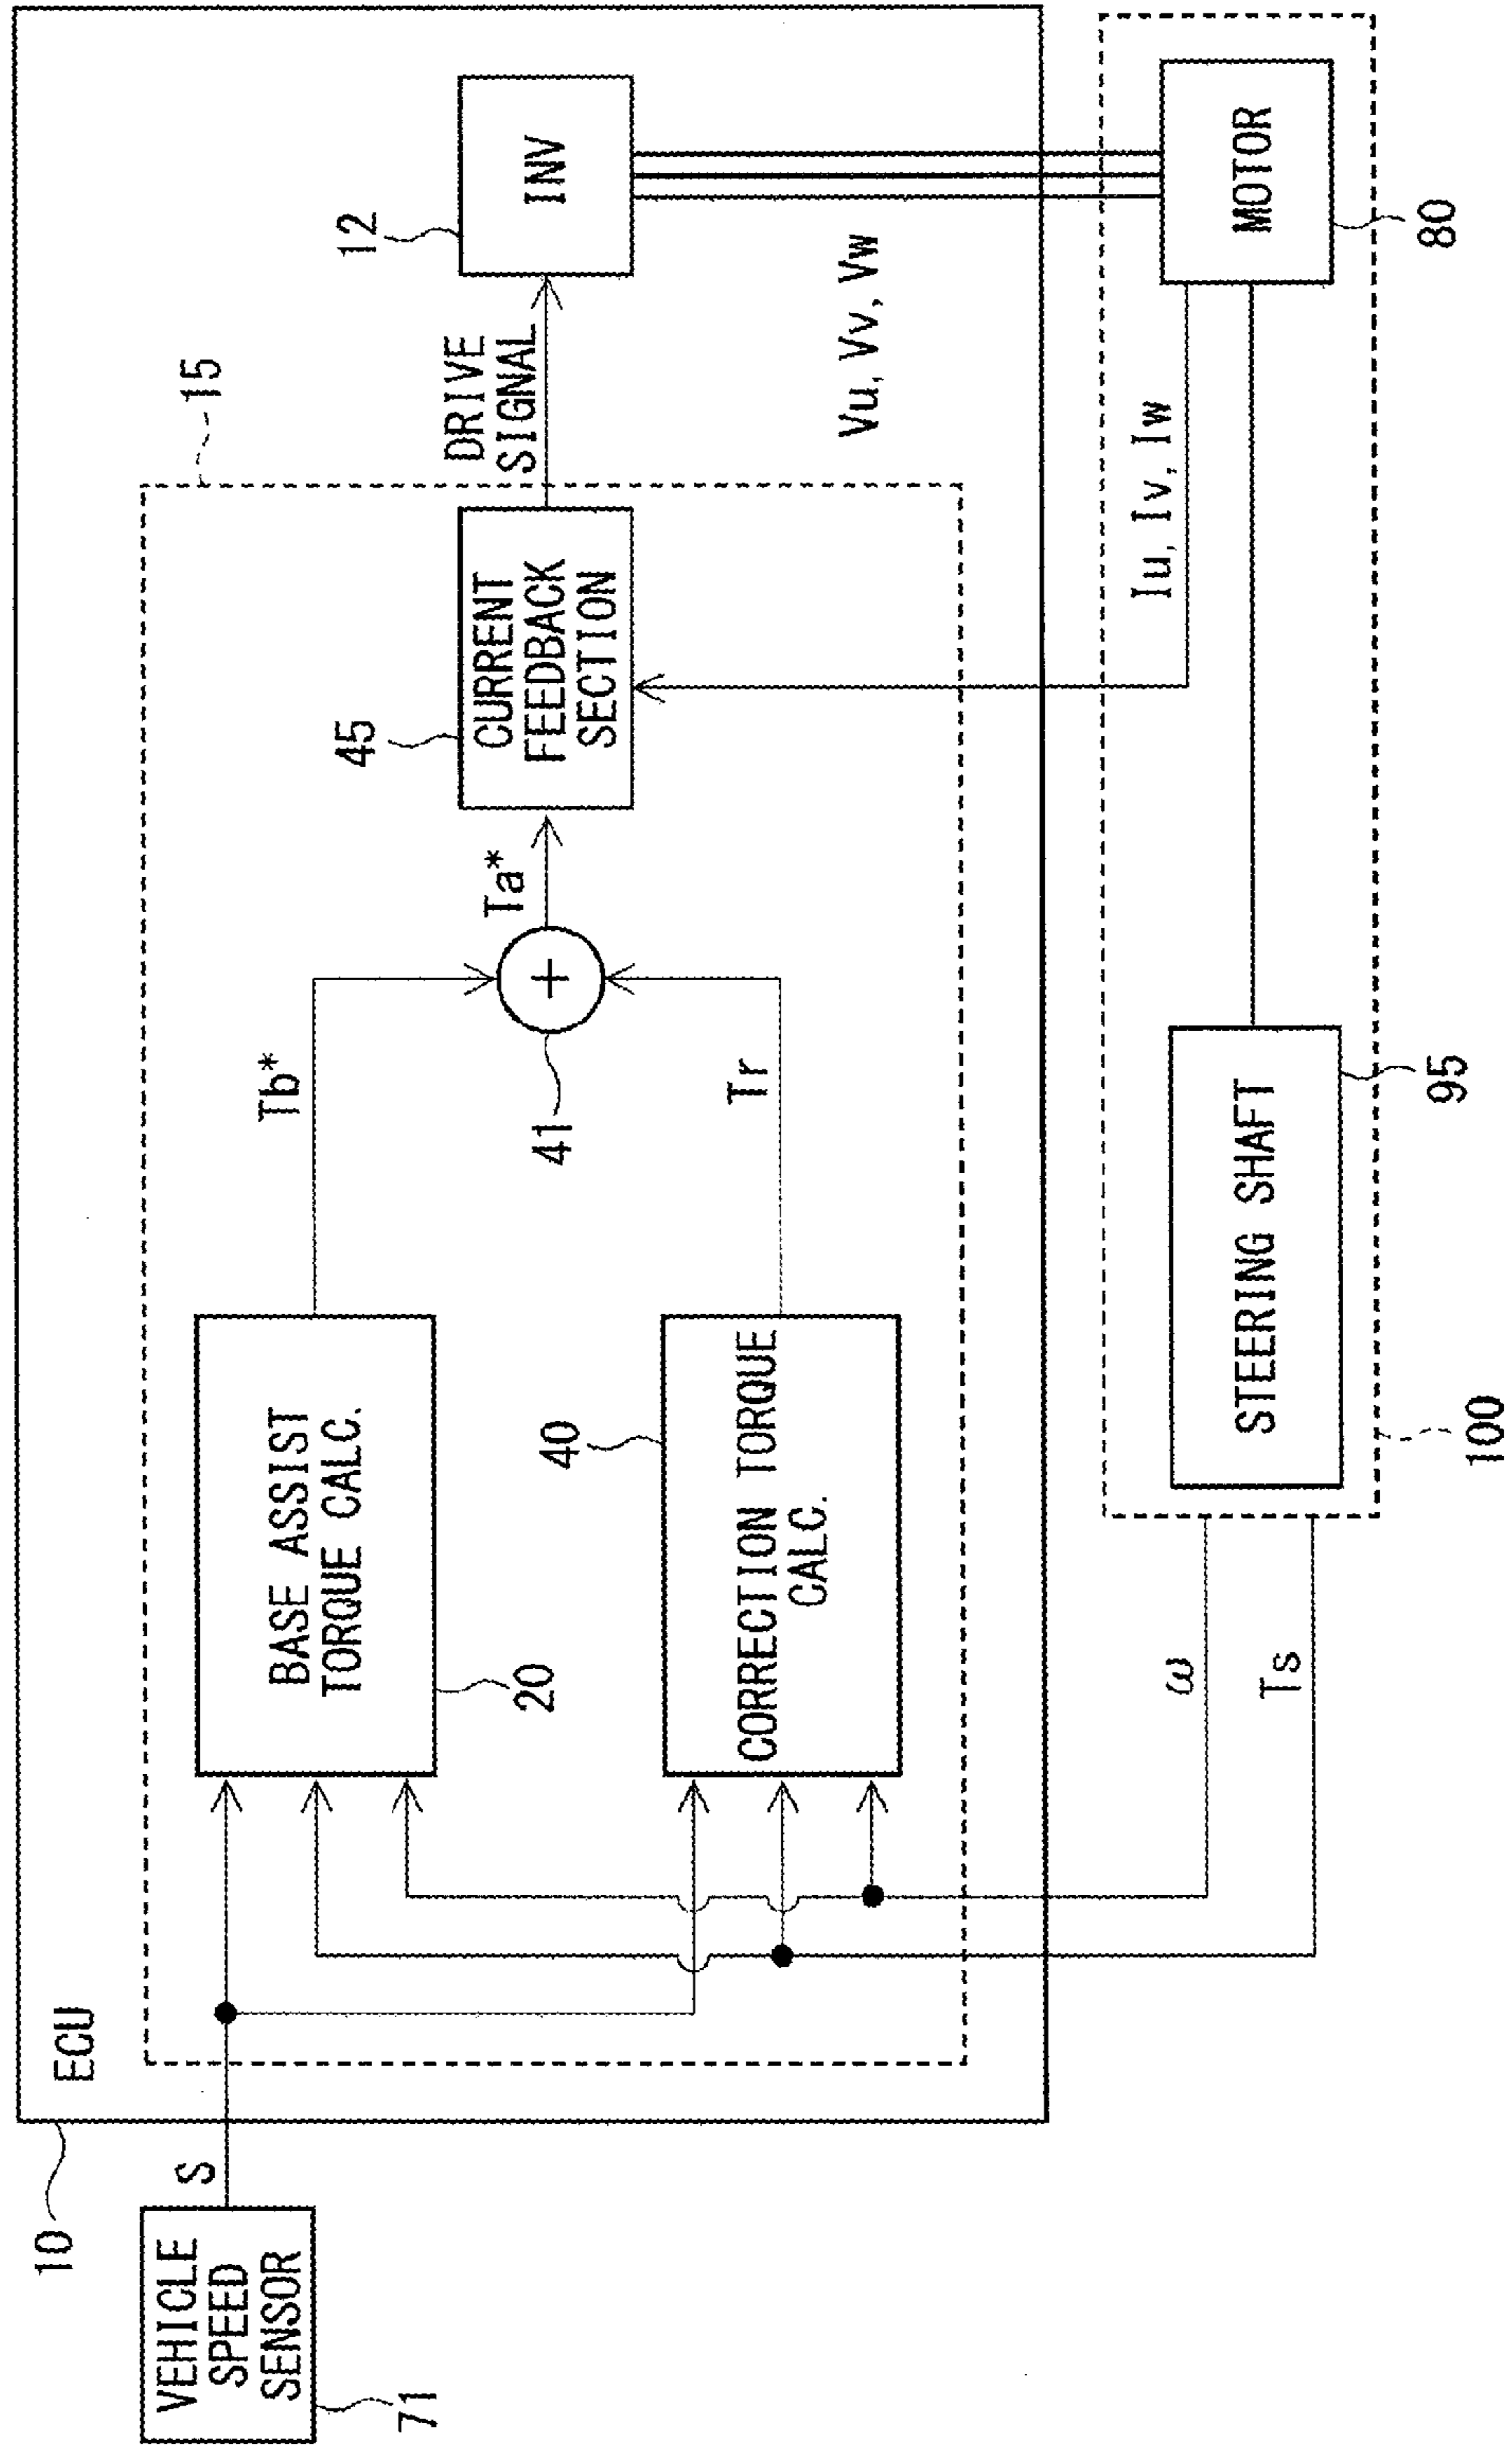 10
ECU
15
VEHICLE
SPEED
SENSOR
71
S
BASE ASSIST
TORQUE CALC.
20
Tb*
CORRECTION TORQUE
CALC.
40
Tr
41
+
Ta*
CURRENT
FEEDBACK
SECTION
45
DRIVE
SIGNAL
INV
12
Vu, Vv, Vw
Iu, Iv, Iw
ω
Ts
STEERING SHAFT
95
MOTOR
80
100